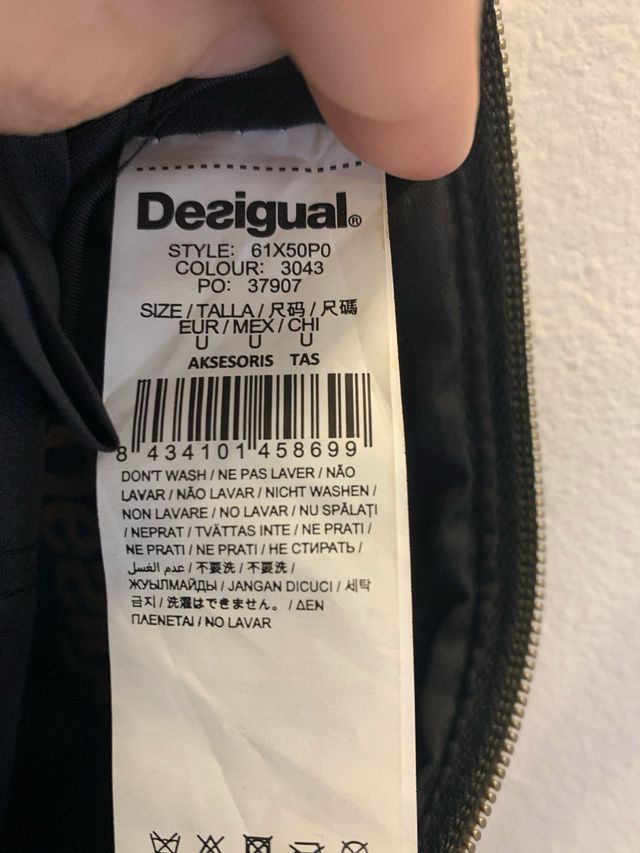 Desigual®
STYLE: 61X50P0
COLOUR: 3043
PO: 37907
SIZE / TALLA / 尺码 / 尺碼
EUR / MEX / CHI
U U U
AKSESORIS TAS
8 434101 458699
DON'T WASH / NE PAS LAVER / NÃO
LAVAR / NÃO LAVAR / NICHT WASHEN /
NON LAVARE / NO LAVAR / NU SPĂLAȚI
/ NEPRAT / TVÄTTAS INTE / NE PRATI /
NE PRATI / NE PRATI / НЕ СТИРАТЬ /
عدم الغسل / 不要洗 / 不要洗 /
ЖУЫЛМАЙДЫ / JANGAN DICUCI / 세탁
금지 / 洗濯はできません。 / ΔΕΝ
ΠΛΕΝΕΤΑΙ / NO LAVAR